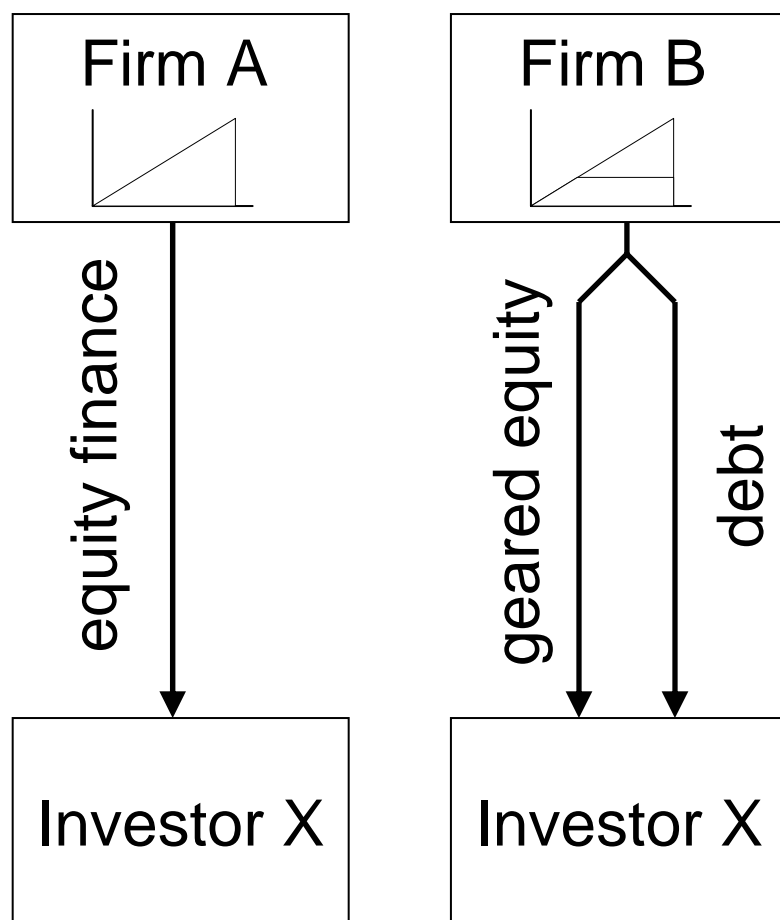 Firm A
Firm B
equity finance
geared equity
debt
Investor X
Investor X